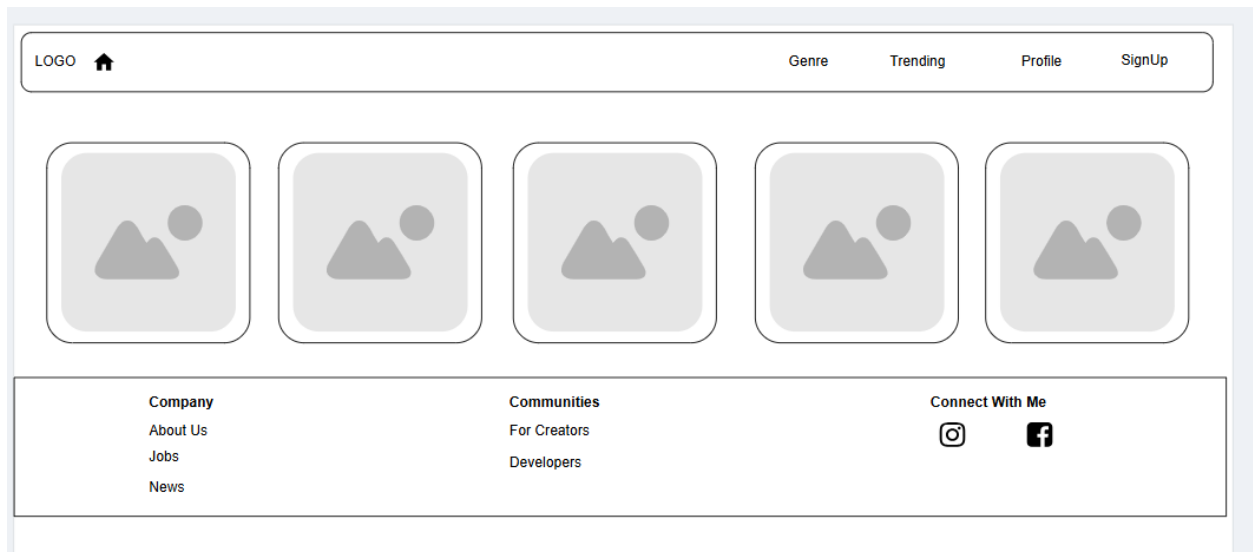 LOGO
Genre
Trending
Profile
SignUp
Company
About Us
Jobs
News
Communities
For Creators
Developers
Connect With Me